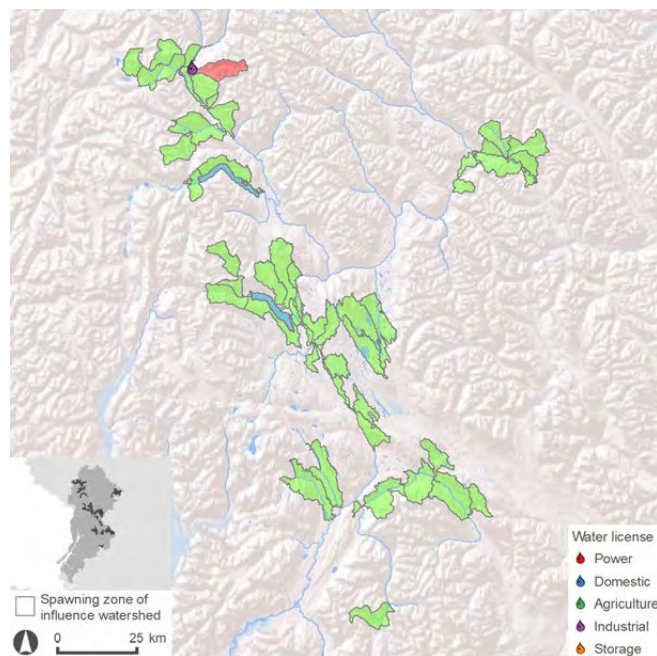 Water license
Power
Domestic
Agriculture
Industrial
Storage
Spawning zone of
influence watershed
0 25 km